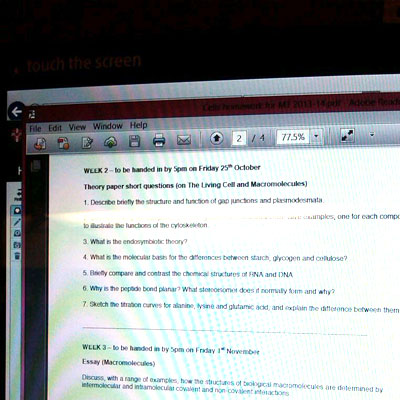 touch the screen
Cells homework for MT 2013-14.pdf - Adobe Read
File Edit View Window Help
2 / 4 77.5%
WEEK 2 – to be handed in by 5pm on Friday 25th October
Theory paper short questions (on The Living Cell and Macromolecules)
1. Describe briefly the structure and function of gap junctions and plasmodesmata.
examples, one for each compo
to illustrate the functions of the cytoskeleton.
3. What is the endosymbiotic theory?
4. What is the molecular basis for the differences between starch, glycogen and cellulose?
5. Briefly compare and contrast the chemical structures of RNA and DNA.
6. Why is the peptide bond planar? What stereoisomer does it normally form and why?
7. Sketch the titration curves for alanine, lysine and glutamic acid, and explain the difference between them
WEEK 3 – to be handed in by 5pm on Friday 1st November
Essay (Macromolecules)
Discuss, with a range of examples, how the structures of biological macromolecules are determined by
intermolecular and intramolecular covalent and non-covalent interactions.